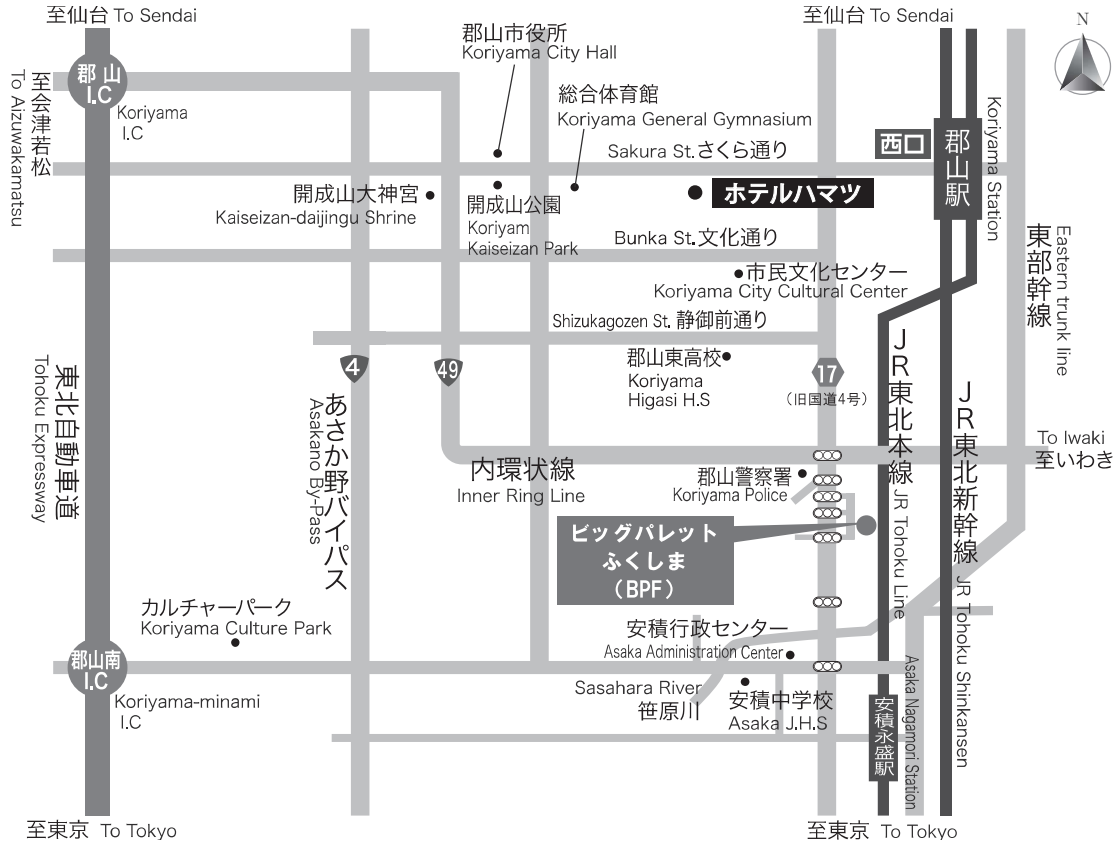 至仙台 To Sendai
至仙台 To Sendai
N
郡山市役所
Koriyama City Hall
郡山
I.C
Koriyama
I.C
至会津若松
To Aizuwakamatsu
総合体育館
Koriyama General Gymnasium
Sakura St.さくら通り
西口
郡山駅
Koriyama Station
開成山大神宮
Kaiseizan-daijingu Shrine
開成山公園
Koriyam
Kaiseizan Park
ホテルハマツ
Bunka St.文化通り
市民文化センター
Koriyama City Cultural Center
東部幹線
Eastern trunk line
Shizukagozen St. 静御前通り
4
49
郡山東高校
Koriyama
Higasi H.S
17
(旧国道4号)
東北自動車道
Tohoku Expressway
あさか野バイパス
Asakano By-Pass
JR東北本線
JR Tohoku Line
JR東北新幹線
JR Tohoku Shinkansen
To Iwaki
至いわき
内環状線
Inner Ring Line
郡山警察署
Koriyama Police
ビッグパレット
ふくしま
(BPF)
カルチャーパーク
Koriyama Culture Park
安積行政センター
Asaka Administration Center
郡山南
I.C
Koriyama-minami
I.C
Sasahara River
笹原川
安積中学校
Asaka J.H.S
安積永盛駅
Asaka Nagamori Station
至東京 To Tokyo
至東京 To Tokyo